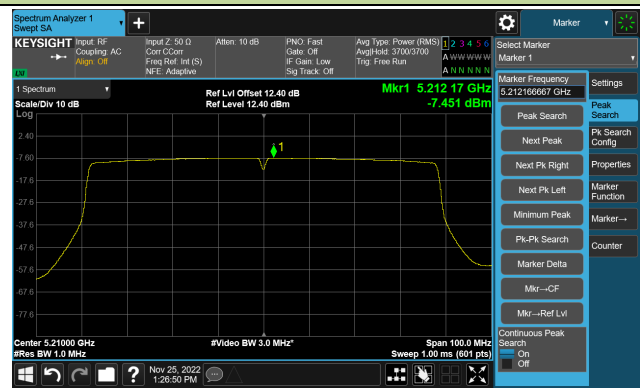 Spectrum Analyzer 1
Swept SA
Marker
KEYSIGHT
Input: RF
Coupling: AC
Align: Off
Input Z: 50 Ω
Corr CCorr
Freq Ref: Int (S)
NFE: Adaptive
Atten: 10 dB
PNO: Fast
Gate: Off
IF Gain: Low
Sig Track: Off
Avg Type: Power (RMS)
Avg|Hold: 3700/3700
Trig: Free Run
1 2 3 4 5 6
A W W W W W
A N N N N N
Select Marker
Marker 1
1 Spectrum
Scale/Div 10 dB
Log
Ref Lvl Offset 12.40 dB
Ref Level 12.40 dBm
Mkr1 5.212 17 GHz
-7.451 dBm
1
2.40
-7.60
-17.6
-27.6
-37.6
-47.6
-57.6
-67.6
-77.6
Center 5.21000 GHz
#Res BW 1.0 MHz
#Video BW 3.0 MHz*
Span 100.0 MHz
Sweep 1.00 ms (601 pts)
Marker Frequency
5.212166667 GHz
Peak Search
Next Peak
Next Pk Right
Next Pk Left
Minimum Peak
Pk-Pk Search
Marker Delta
Mkr→CF
Mkr→Ref Lvl
Continuous Peak
Search
On
Off
Settings
Peak
Search
Pk Search
Config
Properties
Marker
Function
Marker→
Counter
?
Nov 25, 2022
1:26:50 PM